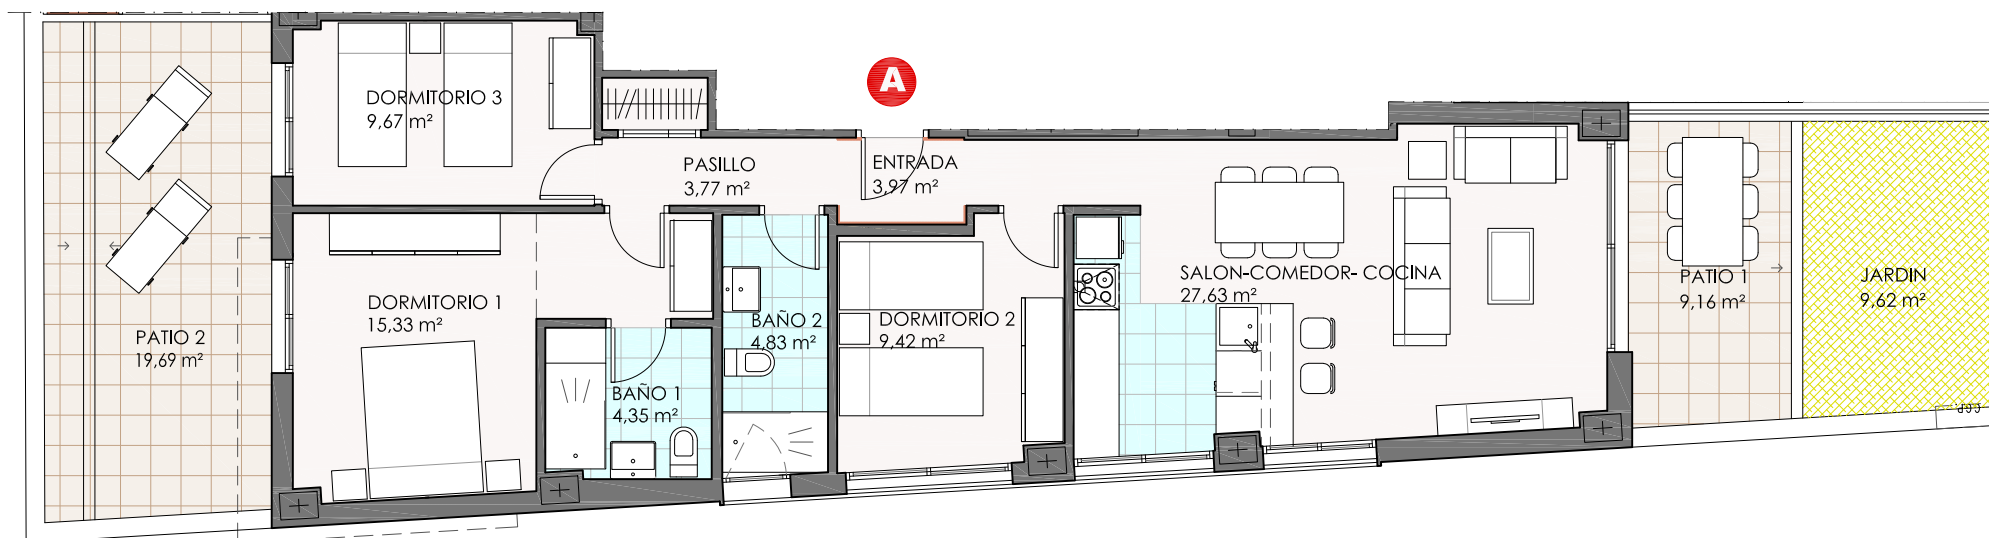 A
DORMITORIO 3
9,67 m²
PASILLO
3,77 m²
ENTRADA
3,97 m²
SALON-COMEDOR- COCINA
27,63 m²
PATIO 1
9,16 m²
JARDIN
9,62 m²
DORMITORIO 1
15,33 m²
BAÑO 2
4,83 m²
DORMITORIO 2
9,42 m²
PATIO 2
19,69 m²
BAÑO 1
4,35 m²